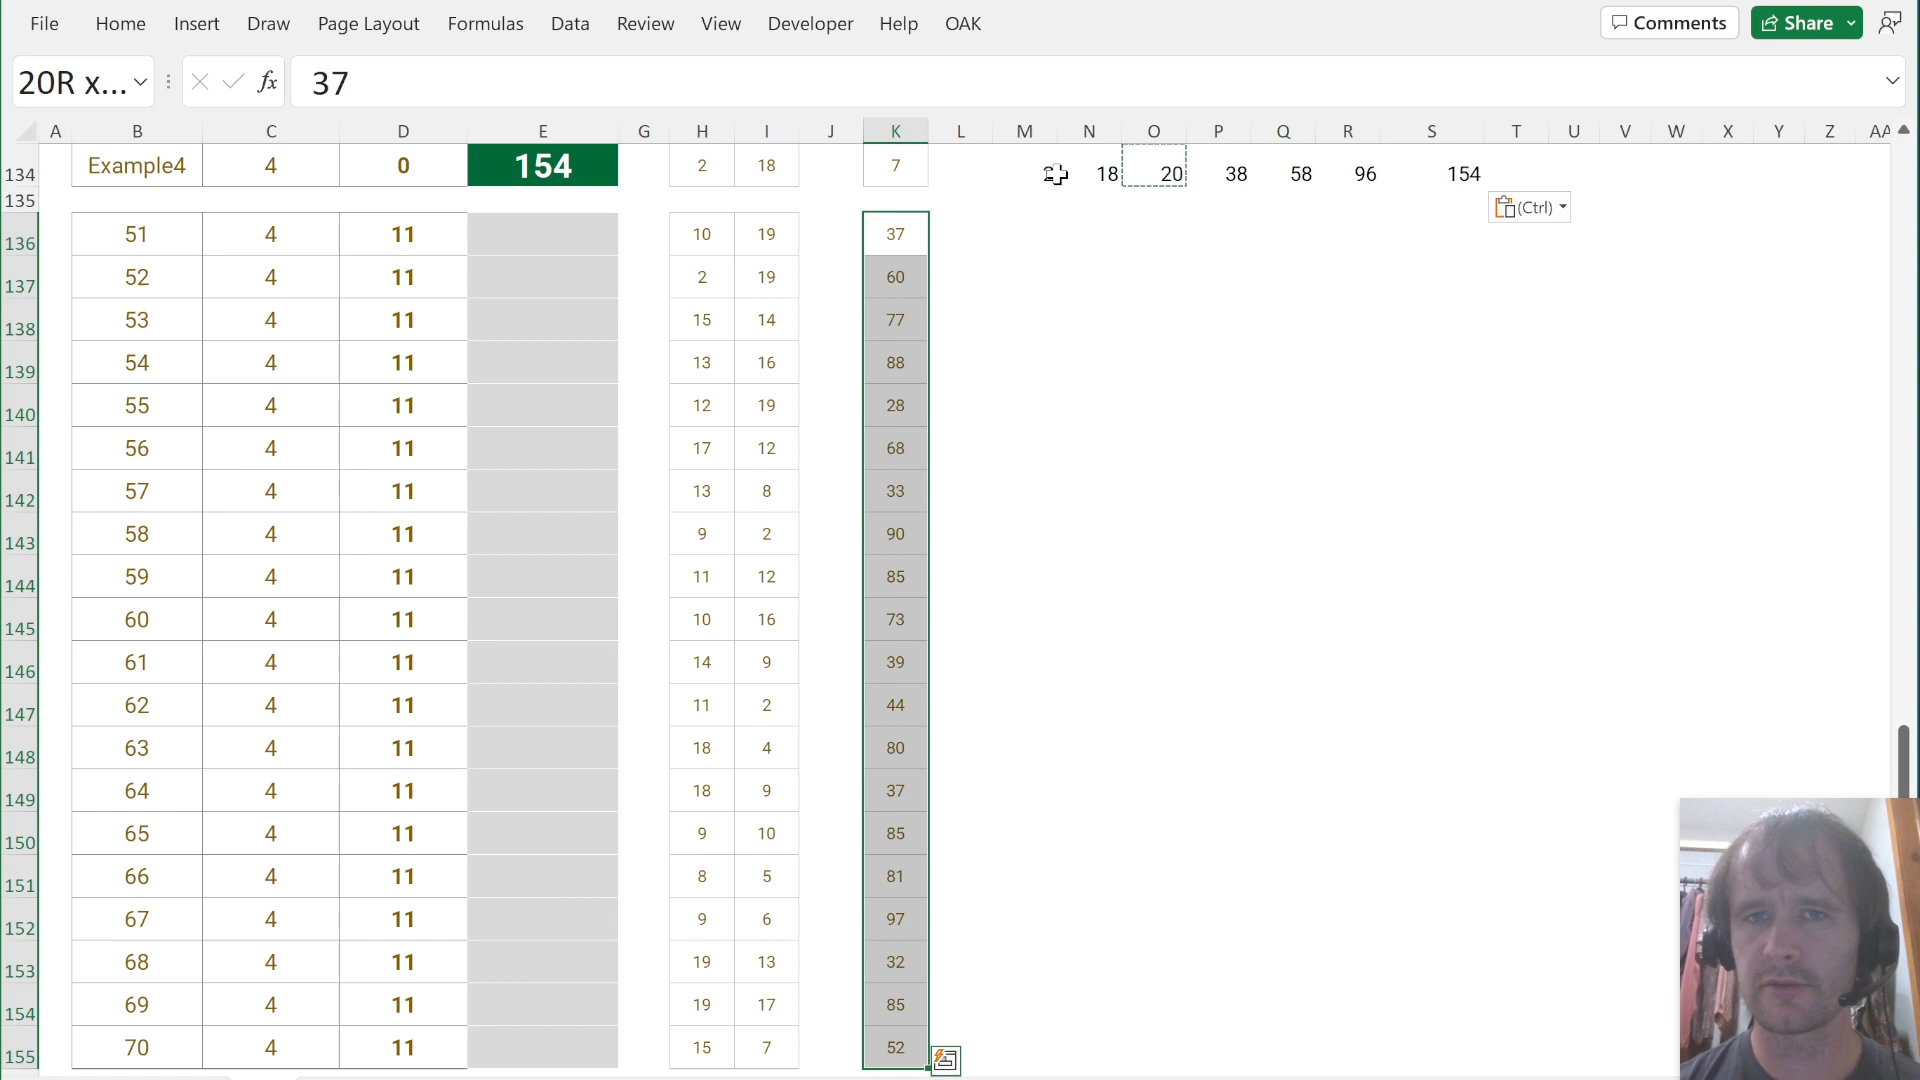 File Home Insert Draw Page Layout Formulas Data Review View Developer Help OAK Comments Share
20R x... fx 37
A B C D E G H I J K L M N O P Q R S T U V W X Y Z AA
134 Example4 4 0 154 2 18 7 18 20 38 58 96 154
135 (Ctrl)
136 51 4 11 10 19 37
137 52 4 11 2 19 60
138 53 4 11 15 14 77
139 54 4 11 13 16 88
140 55 4 11 12 19 28
141 56 4 11 17 12 68
142 57 4 11 13 8 33
143 58 4 11 9 2 90
144 59 4 11 11 12 85
145 60 4 11 10 16 73
146 61 4 11 14 9 39
147 62 4 11 11 2 44
148 63 4 11 18 4 80
149 64 4 11 18 9 37
150 65 4 11 9 10 85
151 66 4 11 8 5 81
152 67 4 11 9 6 97
153 68 4 11 19 13 32
154 69 4 11 19 17 85
155 70 4 11 15 7 52